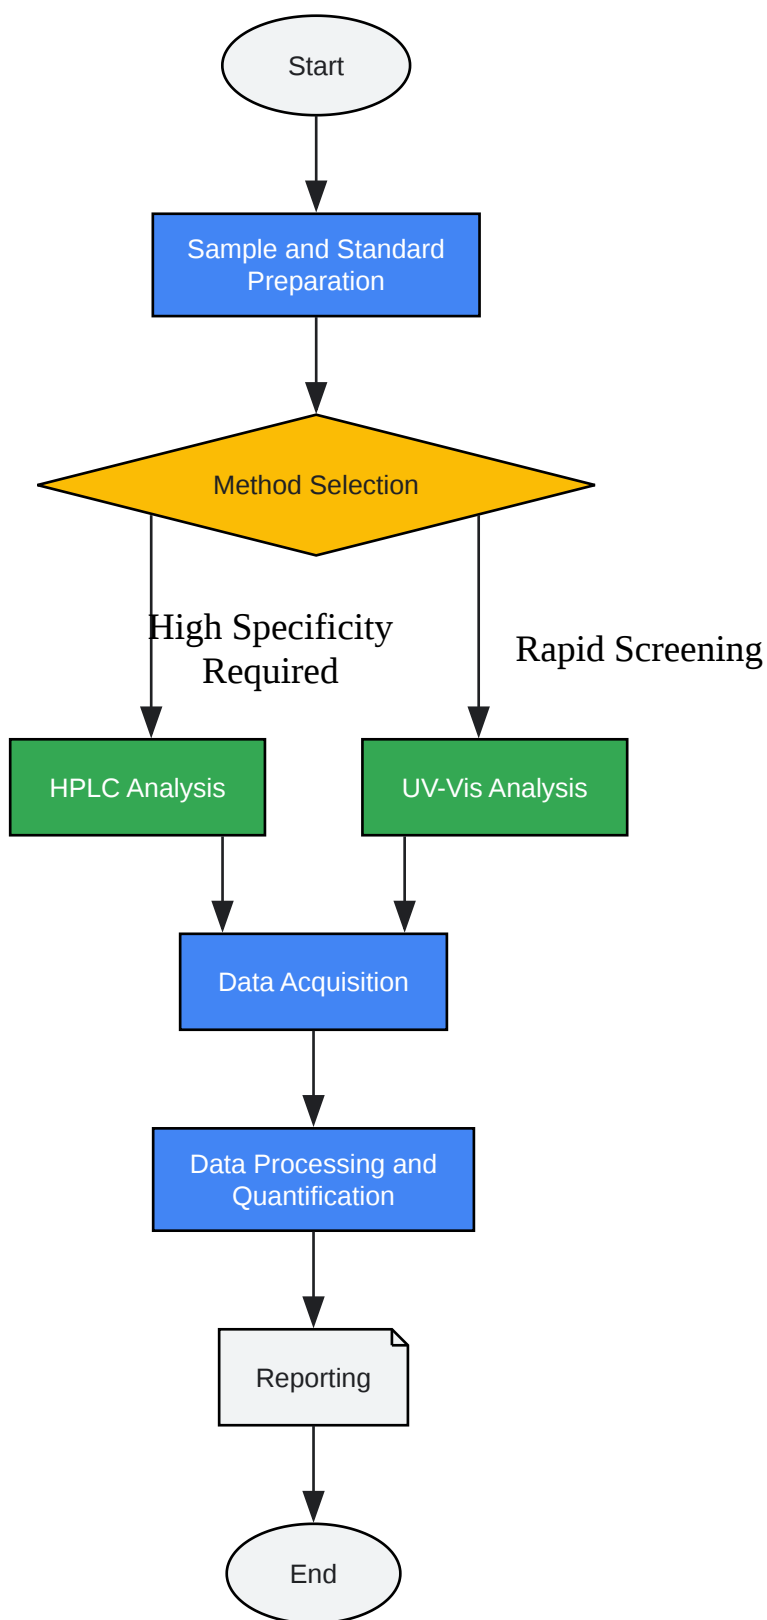 Start
Sample and Standard
Preparation
Method Selection
High Specificity
Required
Rapid Screening
HPLC Analysis
UV-Vis Analysis
Data Acquisition
Data Processing and
Quantification
Reporting
End